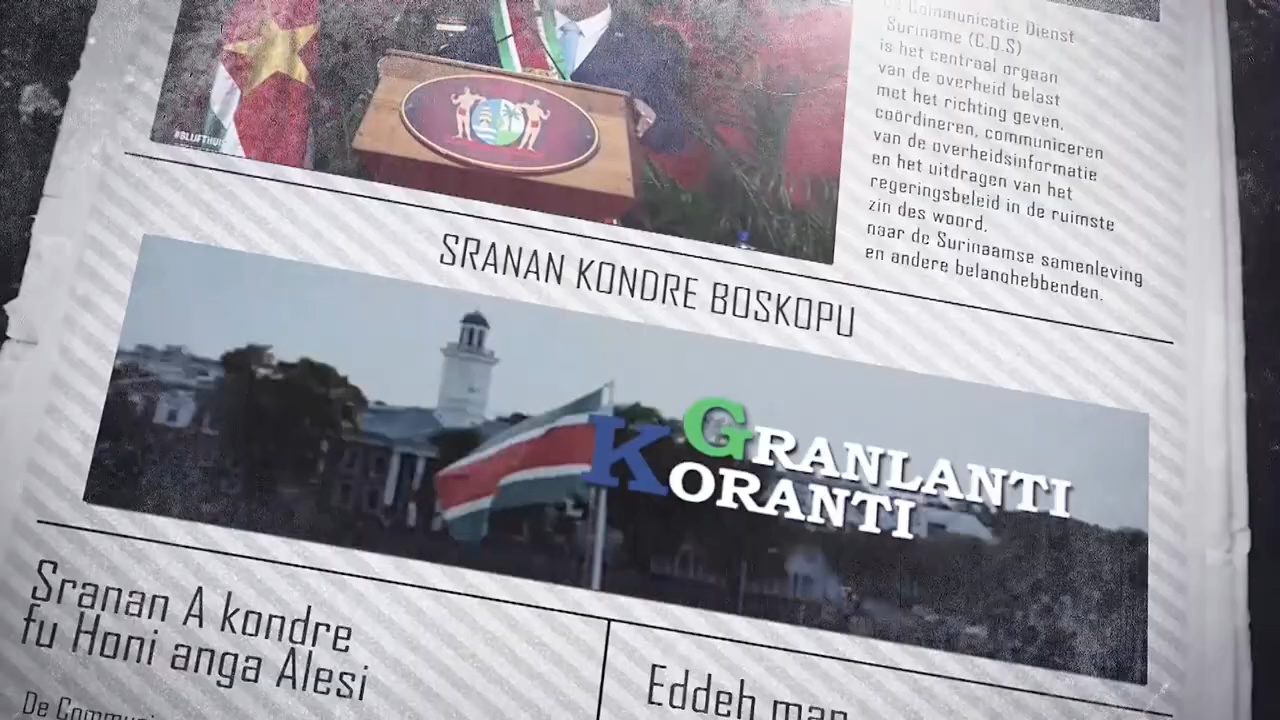 Communicatie Dienst
Suriname (C.D.S)
is het centraal orgaan
van de overheid belast
met het richting geven,
coördineren, communiceren
van de overheidsinformatie
en het uitdragen van het
regeringsbeleid in de ruimste
zin des woord.
naar de Surinaamse samenleving
en andere belanghebbenden.
SRANAN KONDRE BOSKOPU
GRANLANTI
KORANTI
Sranan A kondre
fu Honi anga Alesi
De
Eddeh man